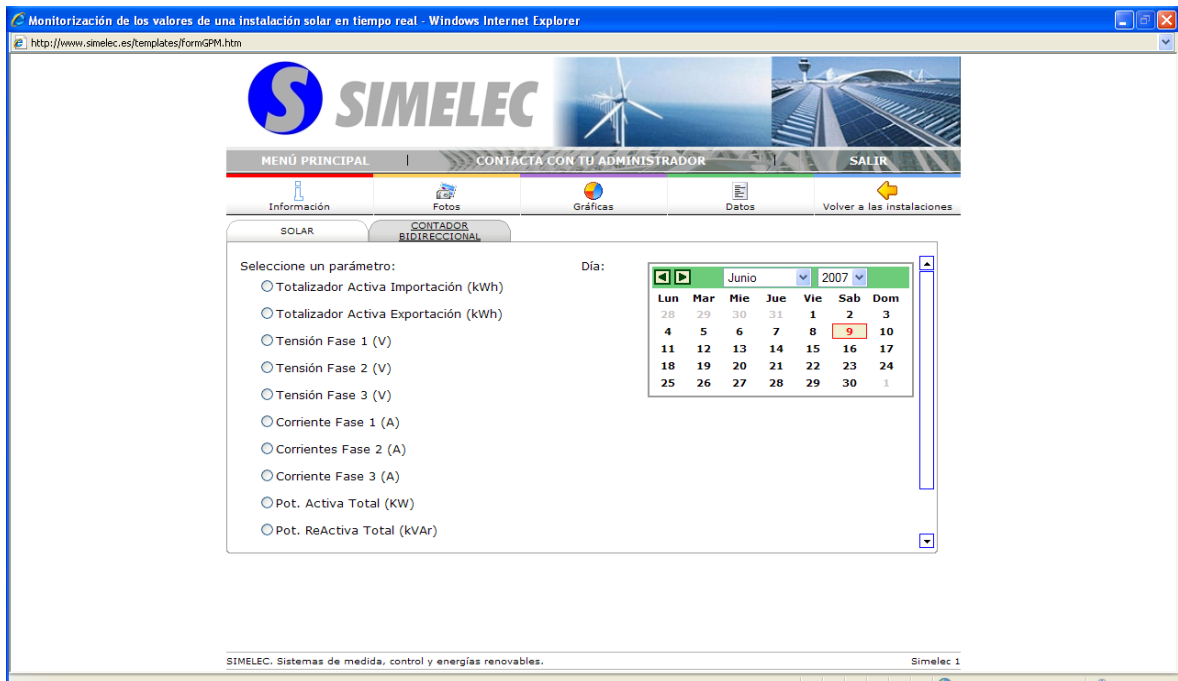 Monitorización de los valores de una instalación solar en tiempo real - Windows Internet Explorer
http://www.simelec.es/templates/formGPM.htm
S SIMELEC
MENÚ PRINCIPAL | CONTACTA CON TU ADMINISTRADOR | SALIR
Información Fotos Gráficas Datos Volver a las instalaciones
SOLAR
CONTADOR
BIDIRECCIONAL
Seleccione un parámetro:
Totalizador Activa Importación (kWh)
Totalizador Activa Exportación (kWh)
Tensión Fase 1 (V)
Tensión Fase 2 (V)
Tensión Fase 3 (V)
Corriente Fase 1 (A)
Corrientes Fase 2 (A)
Corriente Fase 3 (A)
Pot. Activa Total (KW)
Pot. ReActiva Total (kVAr)
Día:
Junio 2007
Lun Mar Mie Jue Vie Sab Dom
28 29 30 31 1 2 3
4 5 6 7 8 9 10
11 12 13 14 15 16 17
18 19 20 21 22 23 24
25 26 27 28 29 30 1
SIMELEC. Sistemas de medida, control y energías renovables. Simelec 1